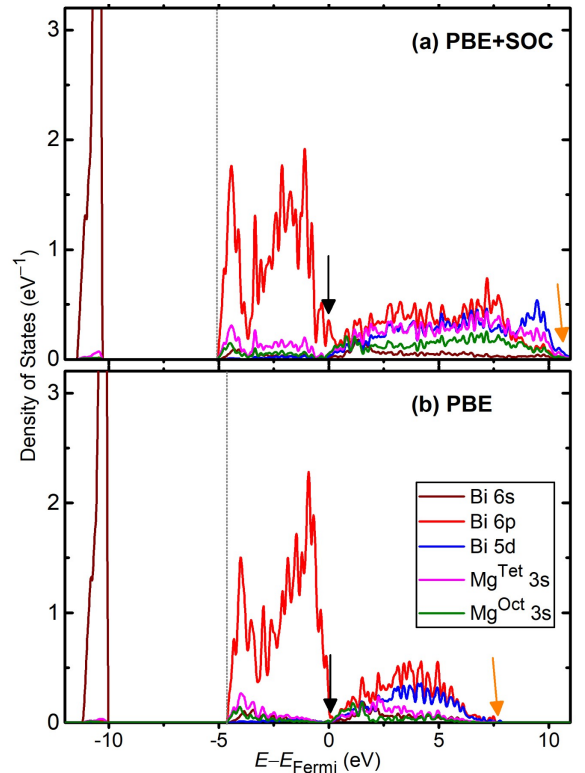 (a) PBE+SOC
3
2
1
0
Density of States (eV⁻¹)
(b) PBE
3
2
1
0
Bi 6s
Bi 6p
Bi 5d
Mg^Tet 3s
Mg^Oct 3s
-10 -5 0 5 10
E–E_Fermi (eV)